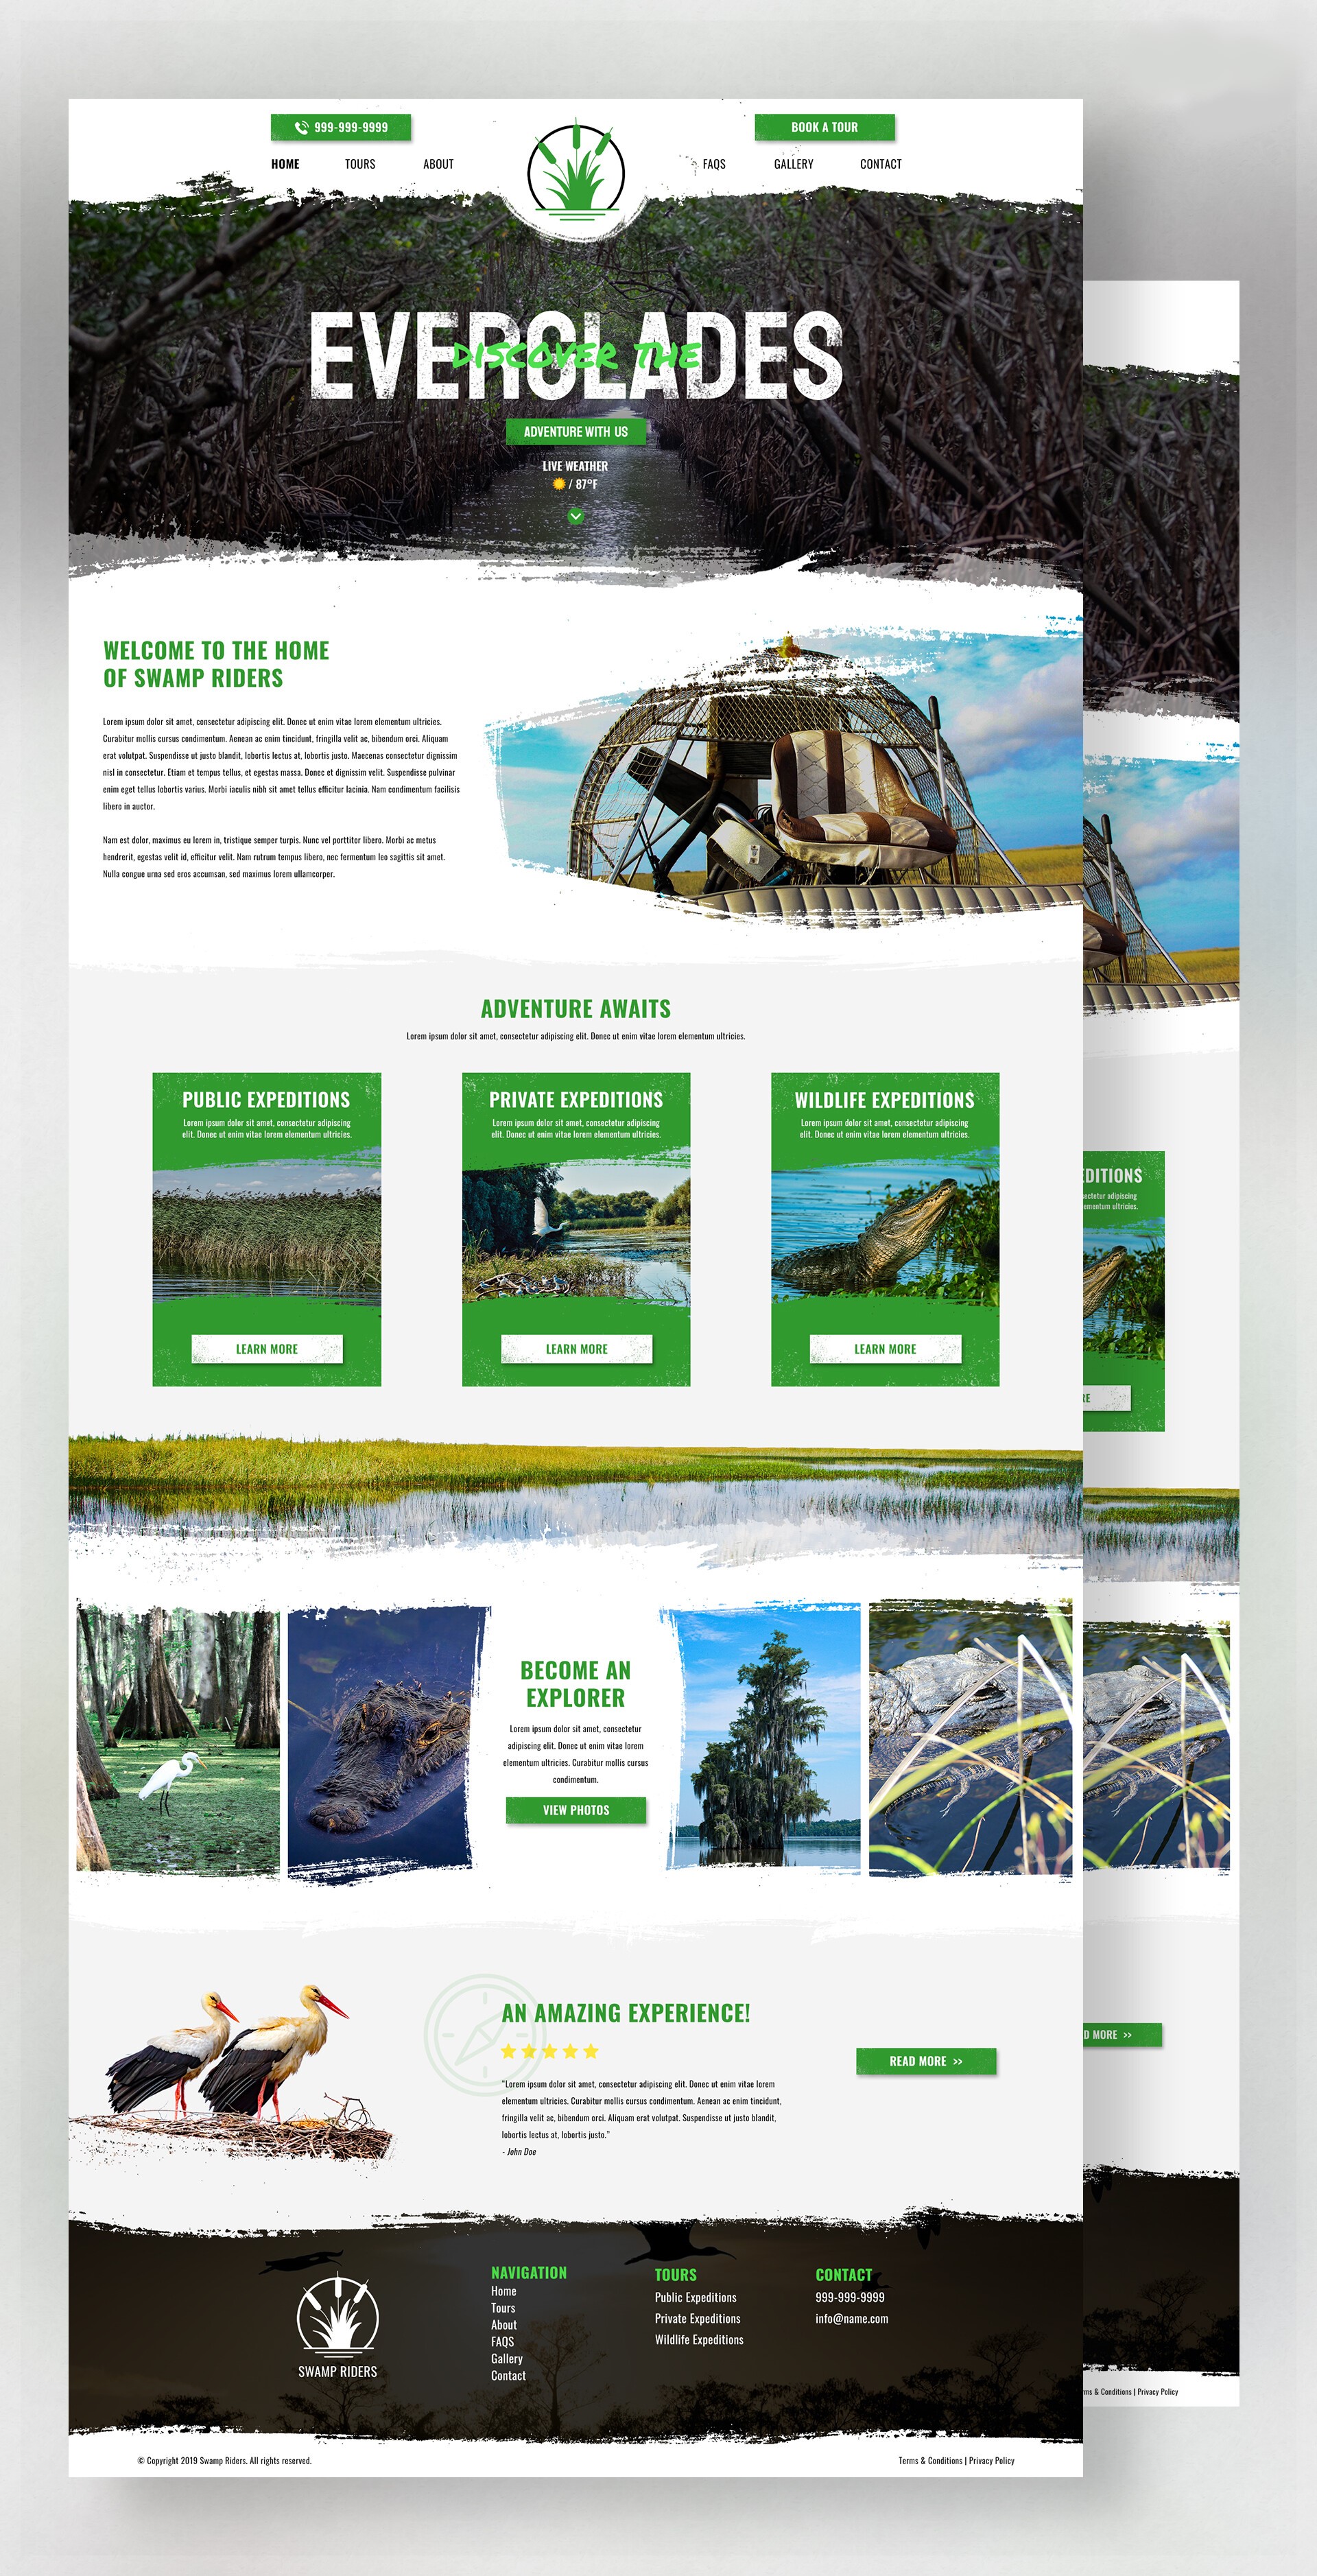 999-999-9999
BOOK A TOUR
HOME
TOURS
ABOUT
FAQS
GALLERY
CONTACT
DISCOVER THE
EVERGLADES
ADVENTURE WITH US
LIVE WEATHER
/ 87°F
WELCOME TO THE HOME
OF SWAMP RIDERS
Lorem ipsum dolor sit amet, consectetur adipiscing elit. Donec ut enim vitae lorem elementum ultricies.
Curabitur mollis cursus condimentum. Aenean ac enim tincidunt, fringilla velit ac, bibendum orci. Aliquam
erat volutpat. Suspendisse ut justo blandit, lobortis lectus at, lobortis justo. Maecenas consectetur dignissim
nisl in consectetur. Etiam et tempus tellus, et egestas massa. Donec et dignissim velit. Suspendisse pulvinar
enim eget tellus lobortis varius. Morbi iaculis nibh sit amet tellus efficitur lacinia. Nam condimentum facilisis
libero in auctor.
Nam est dolor, maximus eu lorem in, tristique semper turpis. Nunc vel porttitor libero. Morbi ac metus
hendrerit, egestas velit id, efficitur velit. Nam rutrum tempus libero, nec fermentum leo sagittis sit amet.
Nulla congue urna sed eros accumsan, sed maximus lorem ullamcorper.
ADVENTURE AWAITS
Lorem ipsum dolor sit amet, consectetur adipiscing elit. Donec ut enim vitae lorem elementum ultricies.
PUBLIC EXPEDITIONS
Lorem ipsum dolor sit amet, consectetur adipiscing
elit. Donec ut enim vitae lorem elementum ultricies.
LEARN MORE
PRIVATE EXPEDITIONS
Lorem ipsum dolor sit amet, consectetur adipiscing
elit. Donec ut enim vitae lorem elementum ultricies.
LEARN MORE
WILDLIFE EXPEDITIONS
Lorem ipsum dolor sit amet, consectetur adipiscing
elit. Donec ut enim vitae lorem elementum ultricies.
LEARN MORE
EDITIONS
sectetur adipiscing
ementum ultricies.
RE
BECOME AN
EXPLORER
Lorem ipsum dolor sit amet, consectetur
adipiscing elit. Donec ut enim vitae lorem
elementum ultricies. Curabitur mollis cursus
condimentum.
VIEW PHOTOS
AN AMAZING EXPERIENCE!
"Lorem ipsum dolor sit amet, consectetur adipiscing elit. Donec ut enim vitae lorem
elementum ultricies. Curabitur mollis cursus condimentum. Aenean ac enim tincidunt,
fringilla velit ac, bibendum orci. Aliquam erat volutpat. Suspendisse ut justo blandit,
lobortis lectus at, lobortis justo."
- John Doe
READ MORE >>
D MORE >>
SWAMP RIDERS
NAVIGATION
Home
Tours
About
FAQS
Gallery
Contact
TOURS
Public Expeditions
Private Expeditions
Wildlife Expeditions
CONTACT
999-999-9999
info@name.com
ms & Conditions | Privacy Policy
© Copyright 2019 Swamp Riders. All rights reserved.
Terms & Conditions | Privacy Policy